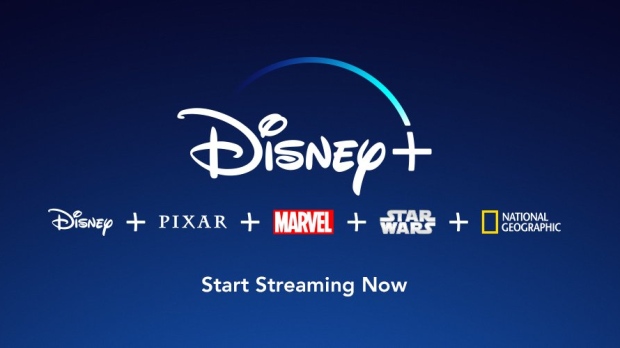 Disney+
Disney + PIXAR + MARVEL + STAR WARS + NATIONAL GEOGRAPHIC
Start Streaming Now